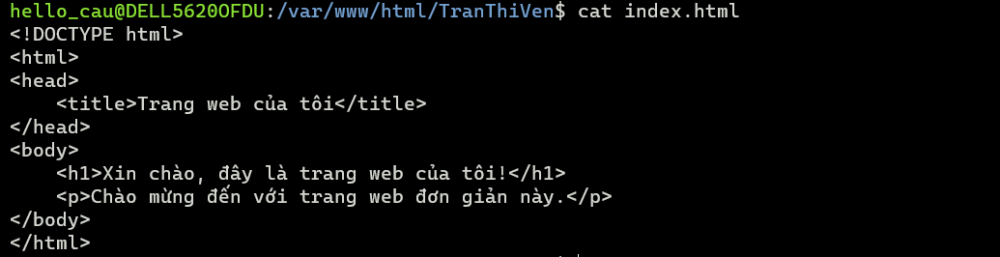 hello_cau@DELL5620OFDU:/var/www/html/TranThiVen$ cat index.html
<!DOCTYPE html>
<html>
<head>
    <title>Trang web của tôi</title>
</head>
<body>
    <h1>Xin chào, đây là trang web của tôi!</h1>
    <p>Chào mừng đến với trang web đơn giản này.</p>
</body>
</html>